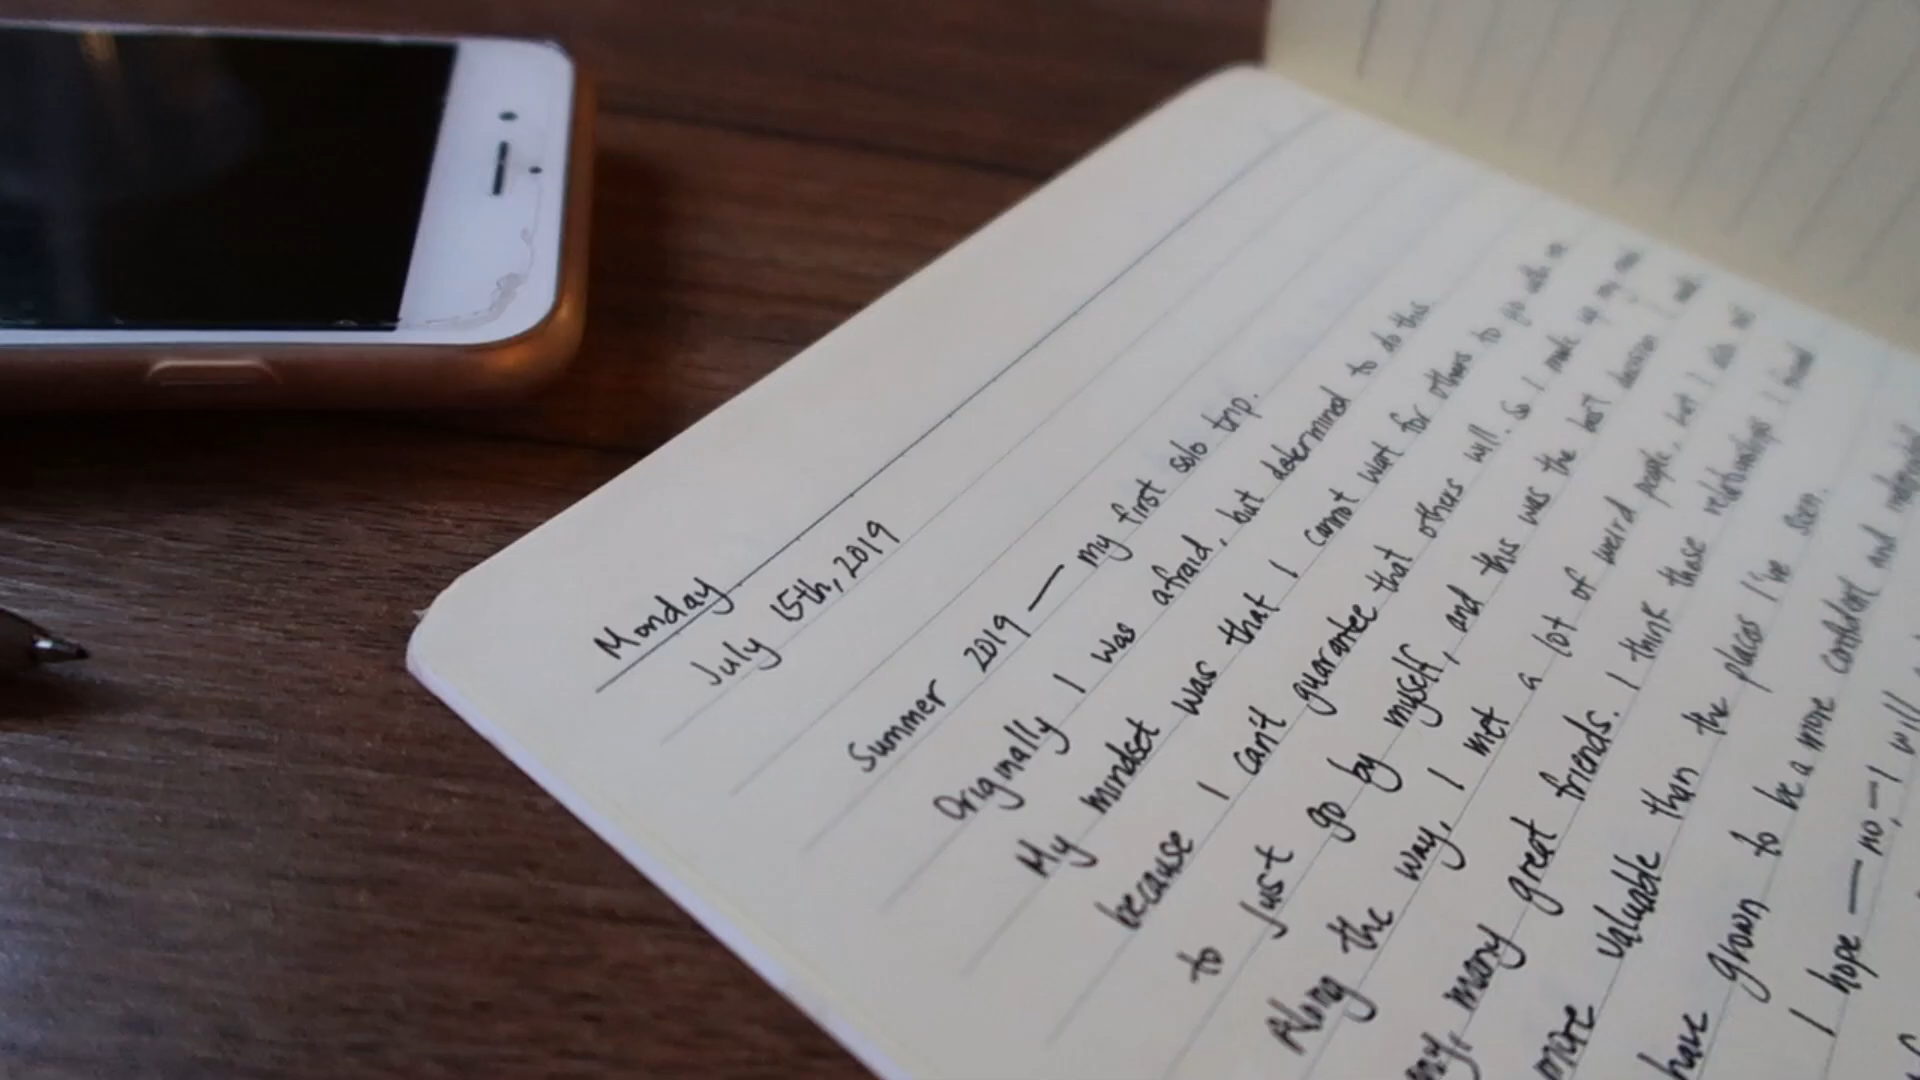 Monday
July 15th, 2019
Summer 2019 — my first solo trip.
Originally I was afraid, but determined to do this
My mindset was that I cannot wait for others to go with me
because I can't guarantee that others will. So I made up my mind
to just go by myself, and this was the best decision I made
Along the way, I met a lot of weird people, but I also met
many great friends. I think those relationships I found
more valuable than the places I've seen.
have grown to be a more confident and independent
I hope — no, — I will